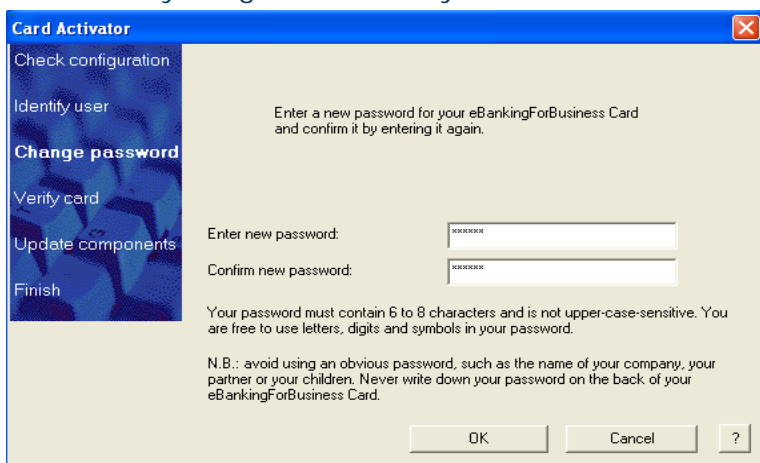 Card Activator
Check configuration
Identify user
Change password
Verify card
Update components
Finish
Enter a new password for your eBankingForBusiness Card
and confirm it by entering it again.
Enter new password:
××××××
Confirm new password:
××××××
Your password must contain 6 to 8 characters and is not upper-case-sensitive. You
are free to use letters, digits and symbols in your password.
N.B.: avoid using an obvious password, such as the name of your company, your
partner or your children. Never write down your password on the back of your
eBankingForBusiness Card.
OK
Cancel
?